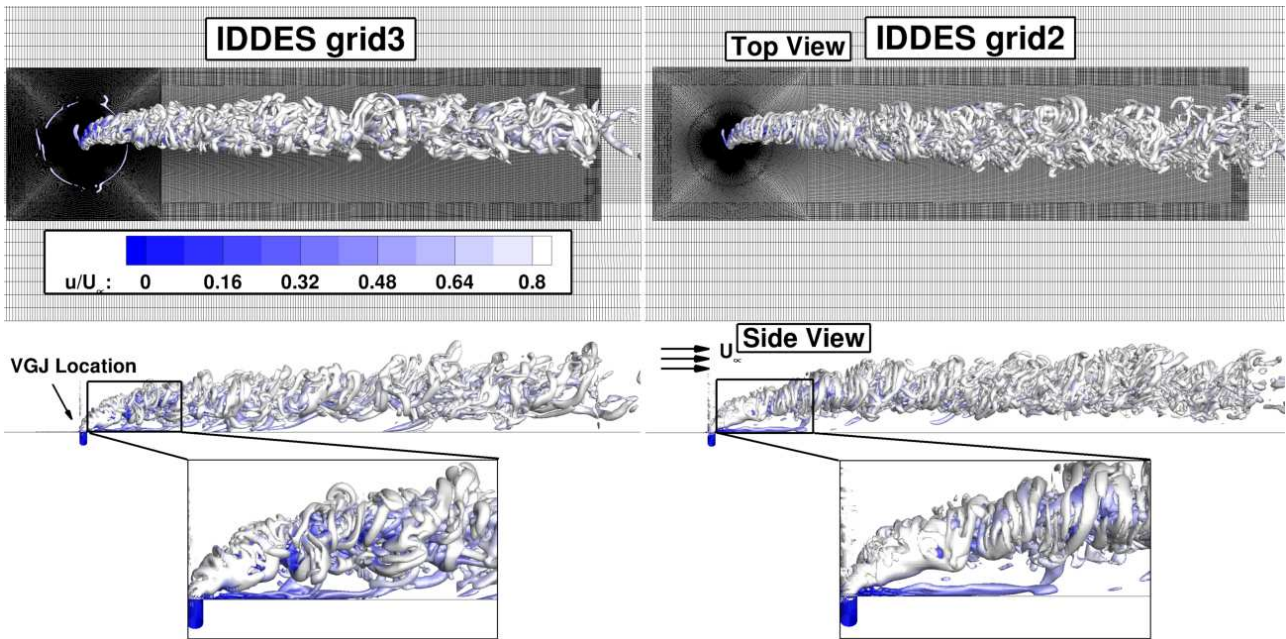 IDDES grid3
Top View
IDDES grid2
u/U∝:
0 0.16 0.32 0.48 0.64 0.8
VGJ Location
Side View
U∝